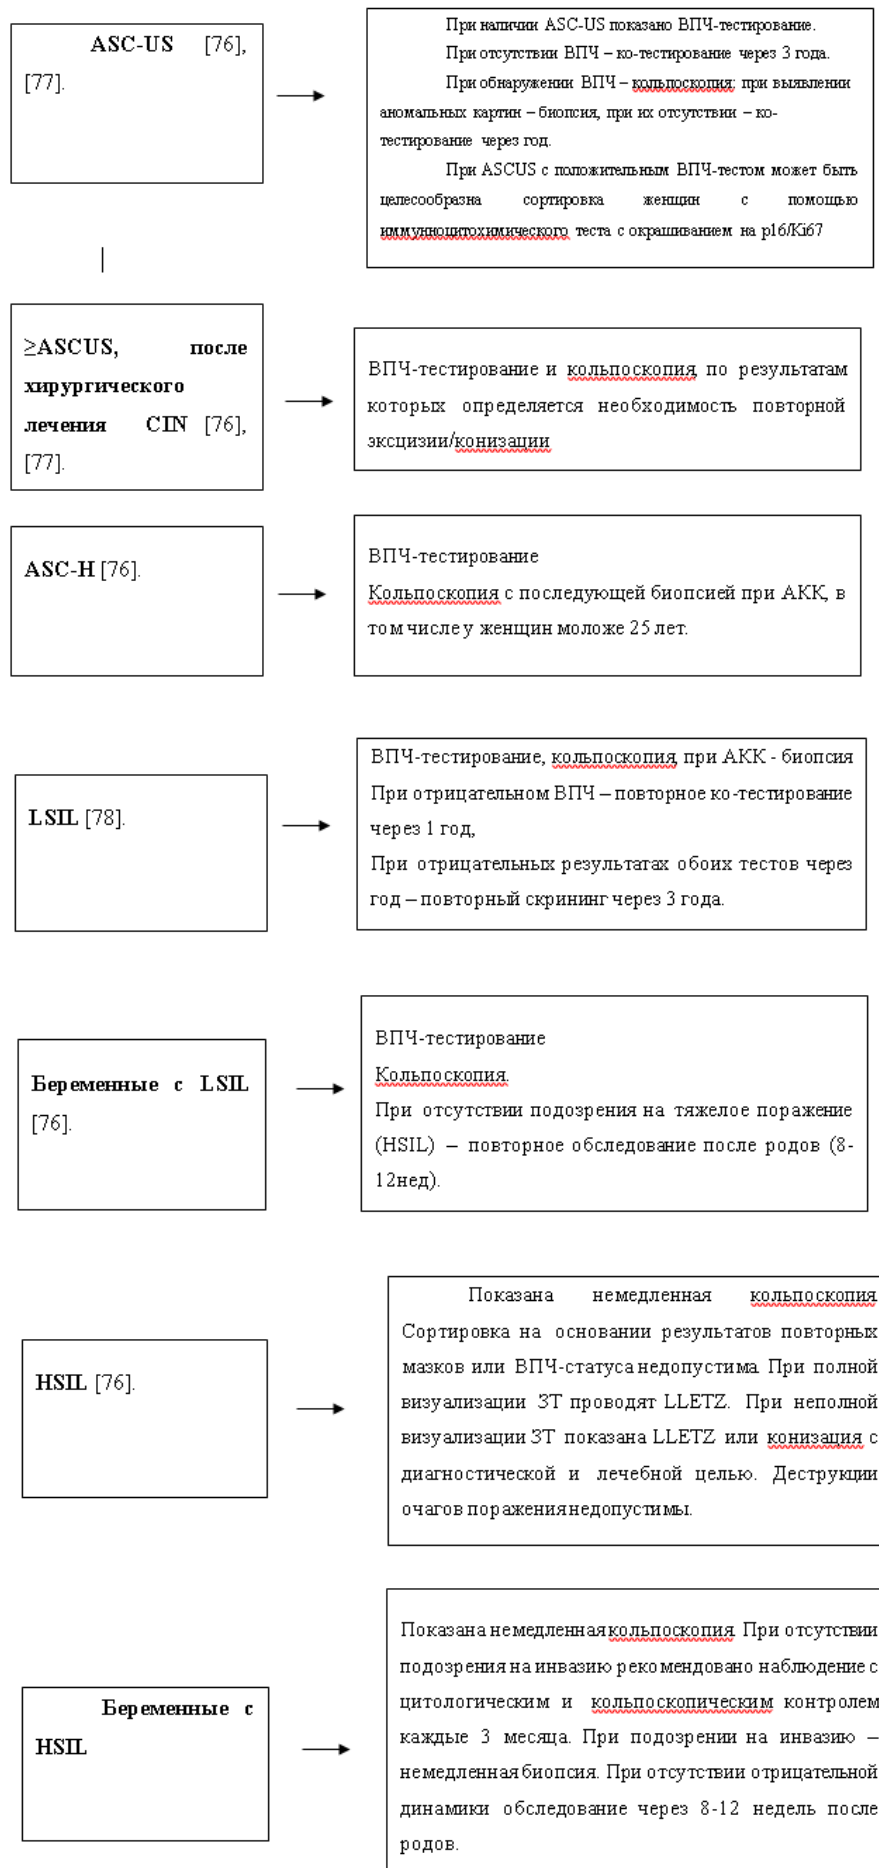 ASC-US [76],
[77].
При наличии ASC-US показано ВПЧ-тестирование.
При отсутствии ВПЧ – ко-тестирование через 3 года.
При обнаружении ВПЧ – кольпоскопия; при выявлении
аномальных картин – биопсия, при их отсутствии – ко-
тестирование через год.
При ASCUS с положительным ВПЧ-тестом может быть
целесообразна сортировка женщин с помощью
иммунноцитохимического теста с окрашиванием на p16/Ki67
≥ASCUS, после
хирургического
лечения CIN [76],
[77].
ВПЧ-тестирование и кольпоскопия, по результатам
которых определяется необходимость повторной
эксцизии/конизации
ASC-H [76].
ВПЧ-тестирование
Кольпоскопия с последующей биопсией при АКК, в
том числе у женщин моложе 25 лет.
LSIL [78].
ВПЧ-тестирование, кольпоскопия, при АКК - биопсия
При отрицательном ВПЧ – повторное ко-тестирование
через 1 год,
При отрицательных результатах обоих тестов через
год – повторный скрининг через 3 года.
Беременные с LSIL
[76].
ВПЧ-тестирование
Кольпоскопия.
При отсутствии подозрения на тяжелое поражение
(HSIL) – повторное обследование после родов (8-
12нед).
HSIL [76].
Показана немедленная кольпоскопия.
Сортировка на основании результатов повторных
мазков или ВПЧ-статуса недопустима. При полной
визуализации ЗТ проводят LLETZ. При неполной
визуализации ЗТ показана LLETZ или конизация с
диагностической и лечебной целью. Деструкции
очагов поражения недопустимы.
Беременные с
HSIL
Показана немедленная кольпоскопия. При отсутствии
подозрения на инвазию рекомендовано наблюдение с
цитологическим и кольпоскопическим контролем
каждые 3 месяца. При подозрении на инвазию –
немедленная биопсия. При отсутствии отрицательной
динамики обследование через 8-12 недель после
родов.